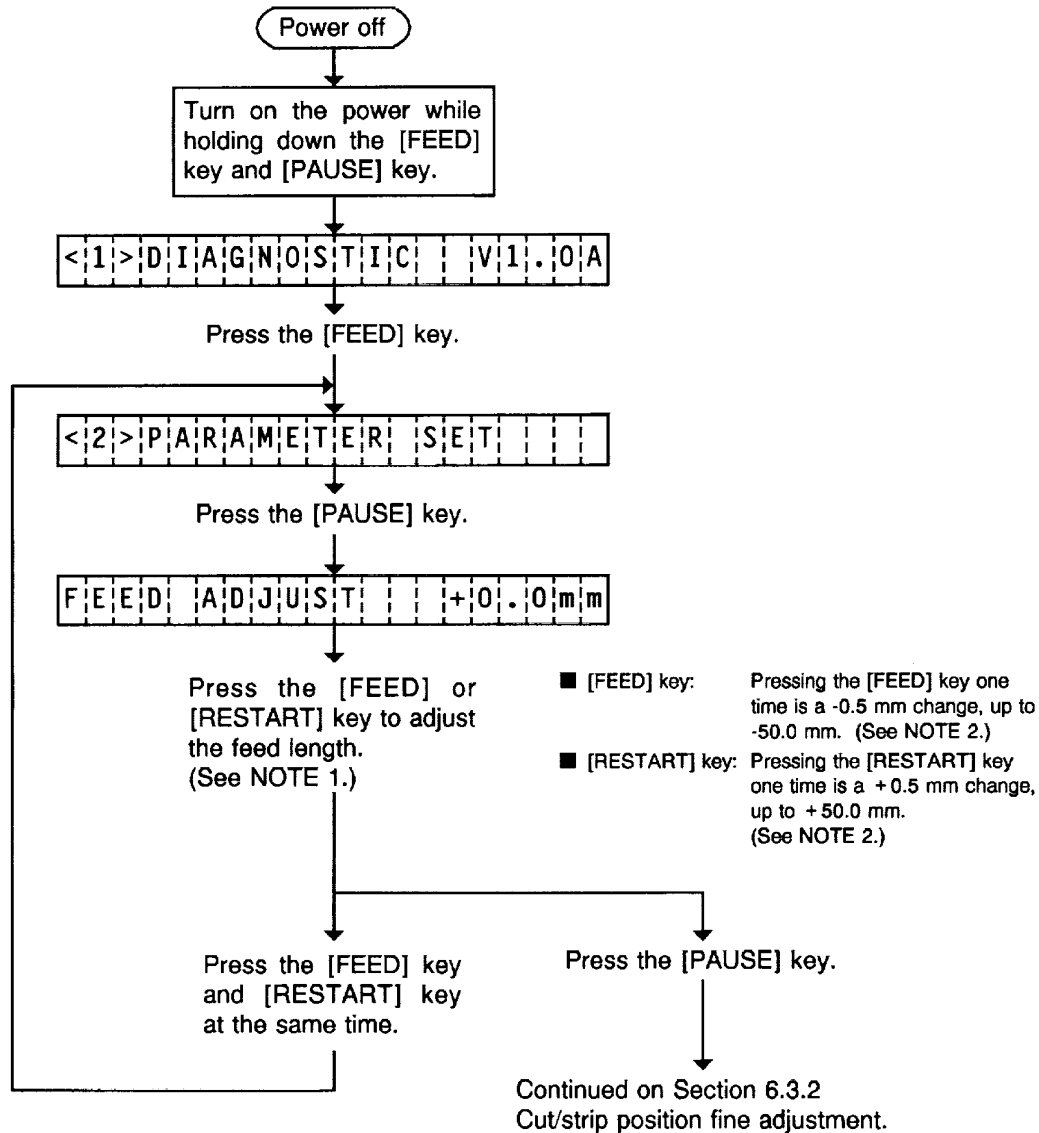 Power off
Turn on the power while
holding down the [FEED]
key and [PAUSE] key.
<1>DIAGNOSTIC  V1.0A
Press the [FEED] key.
<2>PARAMETER SET
Press the [PAUSE] key.
FEED ADJUST   +0.0mm
Press the [FEED] or
[RESTART] key to adjust
the feed length.
(See NOTE 1.)
■ [FEED] key: Pressing the [FEED] key one
time is a -0.5 mm change, up to
-50.0 mm. (See NOTE 2.)
■ [RESTART] key: Pressing the [RESTART] key
one time is a +0.5 mm change,
up to +50.0 mm.
(See NOTE 2.)
Press the [FEED] key
and [RESTART] key
at the same time.
Press the [PAUSE] key.
Continued on Section 6.3.2
Cut/strip position fine adjustment.